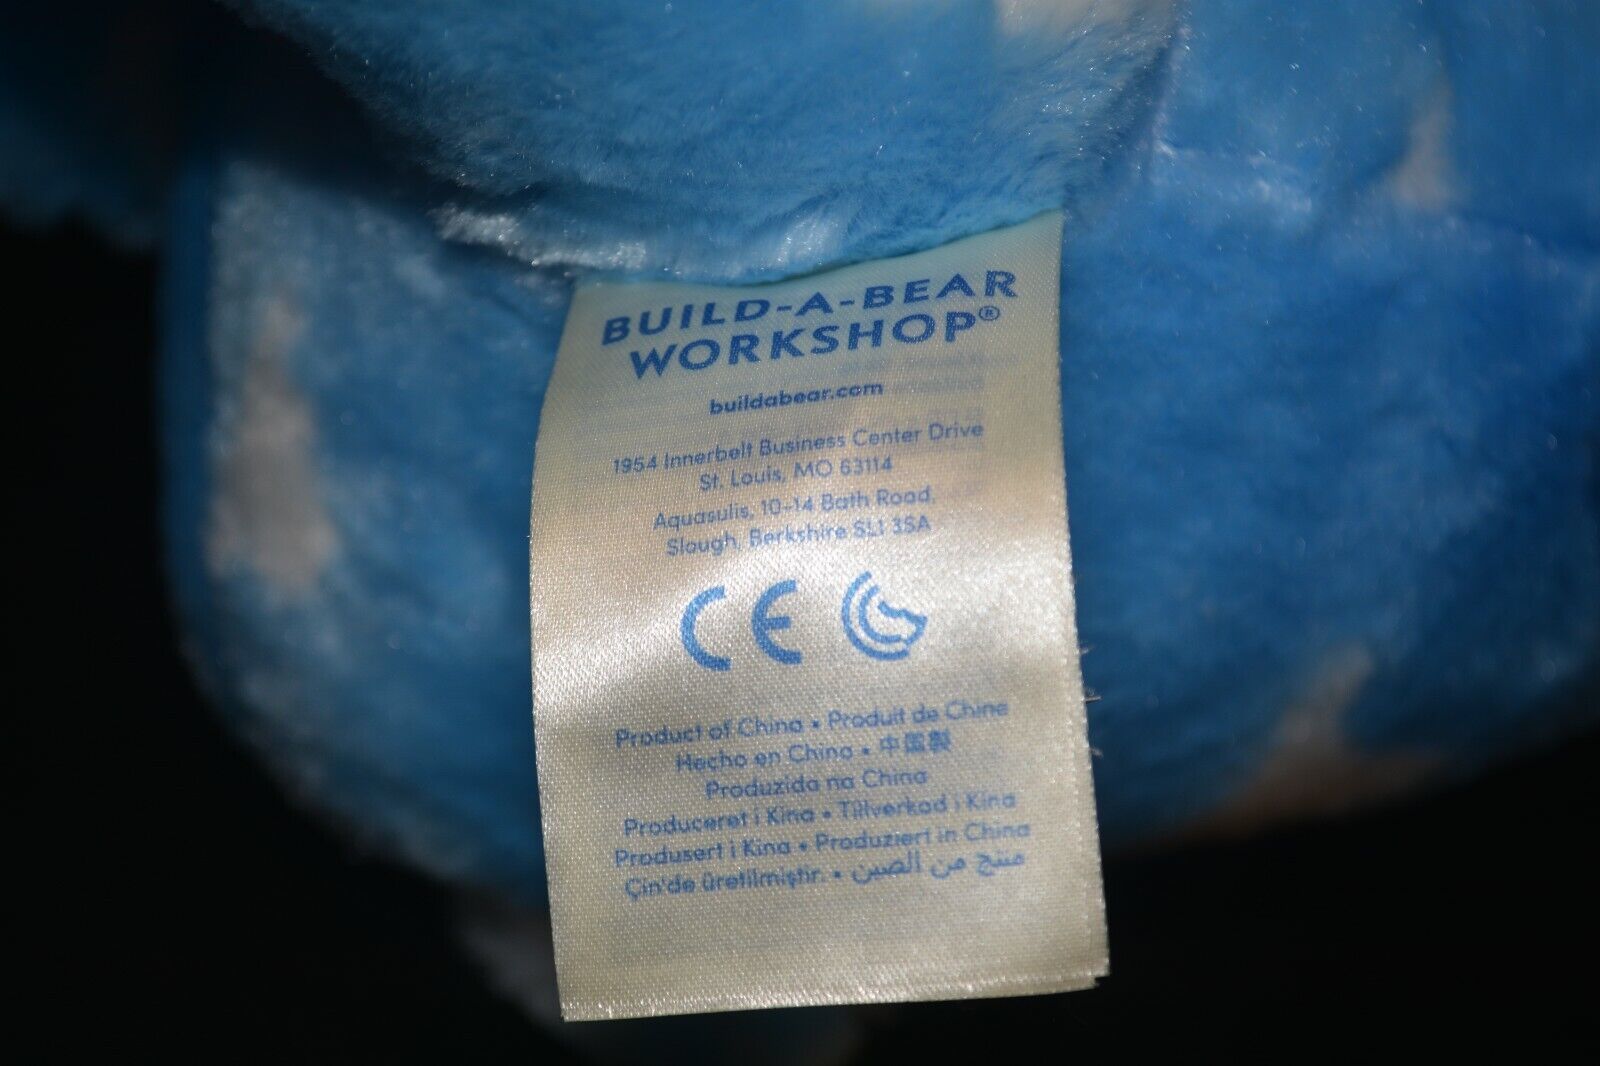 BUILD-A-BEAR
WORKSHOP®
buildabear.com
1954 Innerbelt Business Center Drive
St. Louis, MO 63114
Aquasulis, 10-14 Bath Road,
Slough, Berkshire SL1 3SA
CE
Product of China • Produit de Chine
Hecho en China • 中国製
Produzido na China
Produceret i Kina • Tillverkad i Kina
Produsert i Kina • Produziert in China
Çin'de üretilmiştir. • منتج من الصين